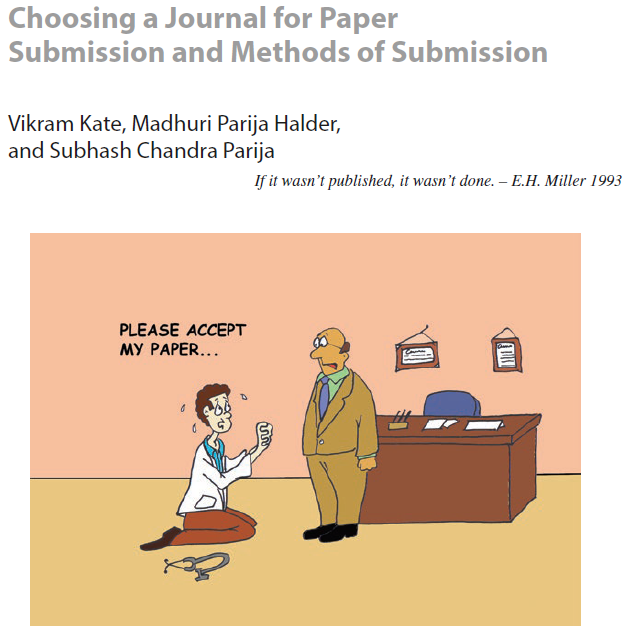 Choosing a Journal for Paper
Submission and Methods of Submission
Vikram Kate, Madhuri Parija Halder,
and Subhash Chandra Parija
If it wasn’t published, it wasn’t done. – E.H. Miller 1993
PLEASE ACCEPT
MY PAPER...